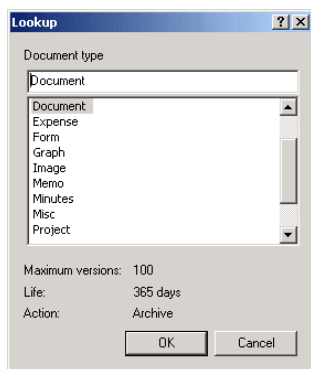 Lookup
Document type
Document
Document
Expense
Form
Graph
Image
Memo
Minutes
Misc
Project
Maximum versions: 100
Life: 365 days
Action: Archive
OK Cancel